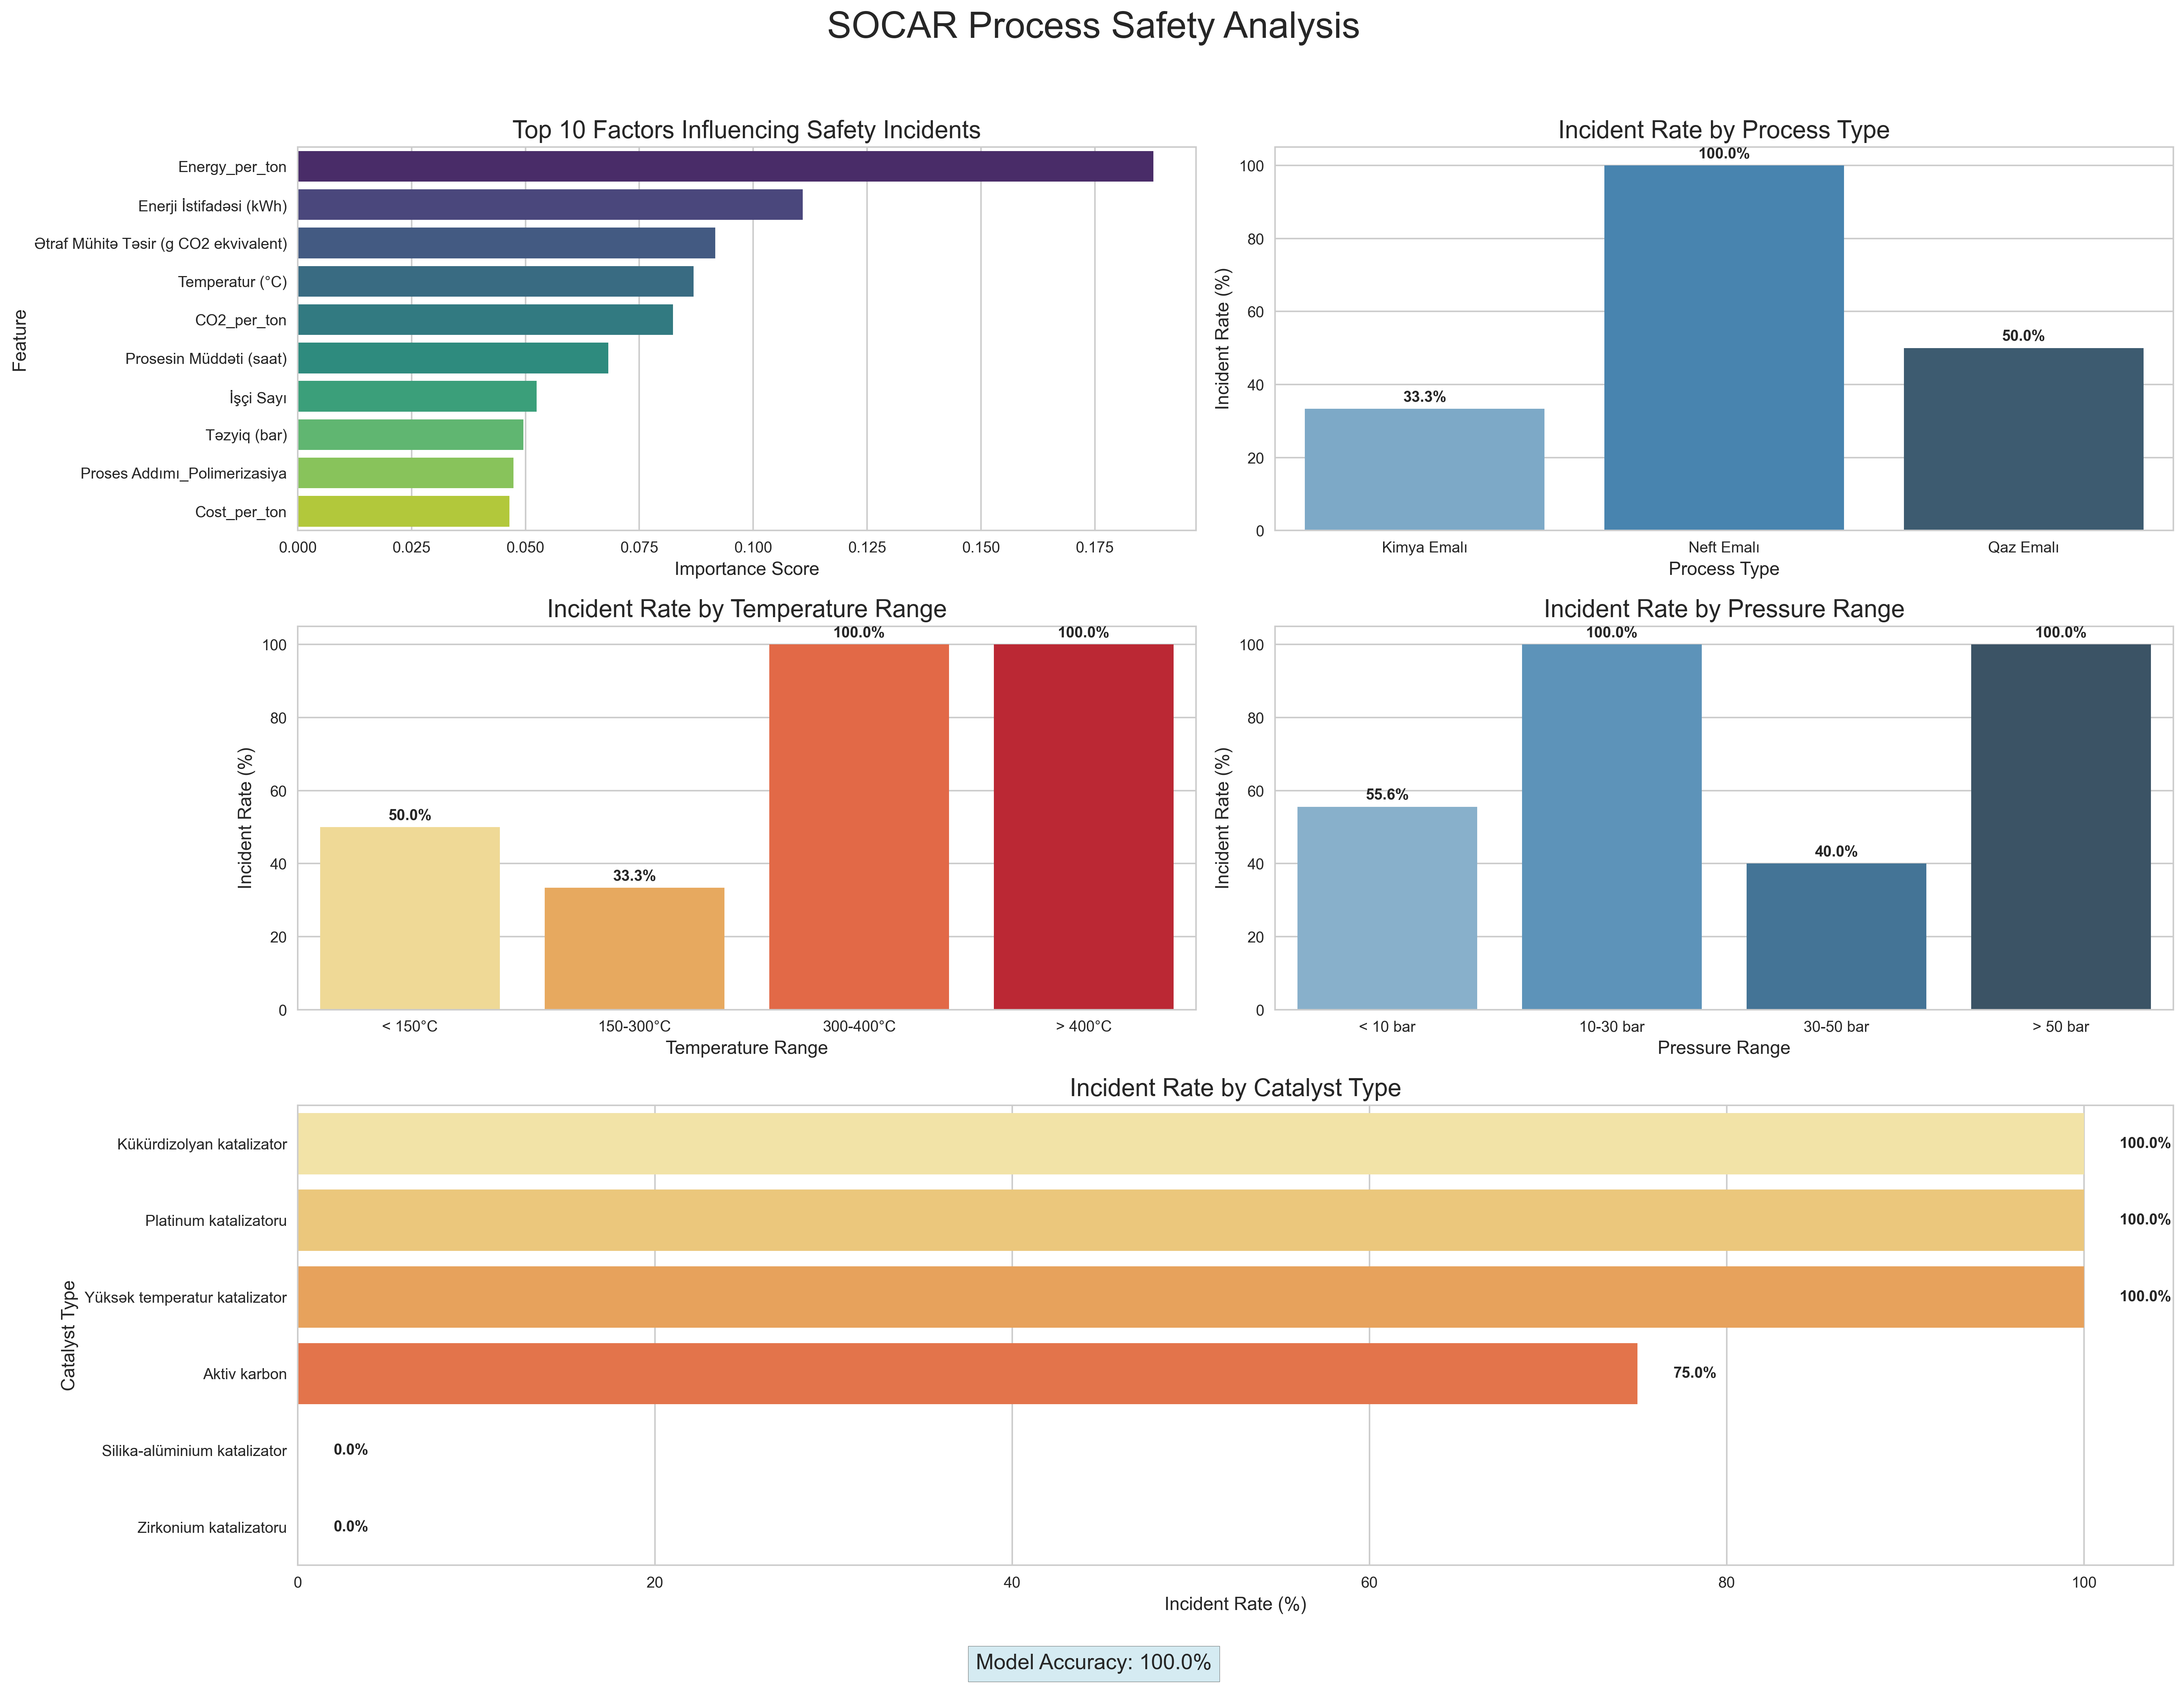 SOCAR Process Safety Analysis
Top 10 Factors Influencing Safety Incidents
Feature
Energy_per_ton
Enerji İstifadəsi (kWh)
Ətraf Mühitə Təsir (g CO2 ekvivalent)
Temperatur (°C)
CO2_per_ton
Prosesin Müddəti (saat)
İşçi Sayı
Təzyiq (bar)
Proses Addımı_Polimerizasiya
Cost_per_ton
0.000 0.025 0.050 0.075 0.100 0.125 0.150 0.175
Importance Score
Incident Rate by Process Type
Incident Rate (%)
100
80
60
40
20
0
33.3%
100.0%
50.0%
Kimya Emalı Neft Emalı Qaz Emalı
Process Type
Incident Rate by Temperature Range
Incident Rate (%)
100
80
60
40
20
0
50.0%
33.3%
100.0%
100.0%
< 150°C 150-300°C 300-400°C > 400°C
Temperature Range
Incident Rate by Pressure Range
Incident Rate (%)
100
80
60
40
20
0
55.6%
100.0%
40.0%
100.0%
< 10 bar 10-30 bar 30-50 bar > 50 bar
Pressure Range
Incident Rate by Catalyst Type
Catalyst Type
Kükürdizolyan katalizator 100.0%
Platinum katalizatoru 100.0%
Yüksək temperatur katalizator 100.0%
Aktiv karbon 75.0%
Silika-alüminium katalizator 0.0%
Zirkonium katalizatoru 0.0%
0 20 40 60 80 100
Incident Rate (%)
Model Accuracy: 100.0%